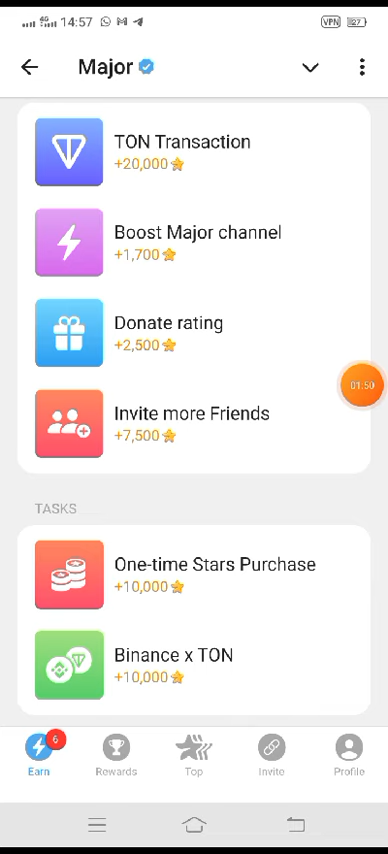 14:57
VPN 27
Major
TON Transaction
+20,000
Boost Major channel
+1,700
Donate rating
+2,500
01:50
Invite more Friends
+7,500
TASKS
One-time Stars Purchase
+10,000
Binance x TON
+10,000
6
Earn Rewards Top Invite Profile